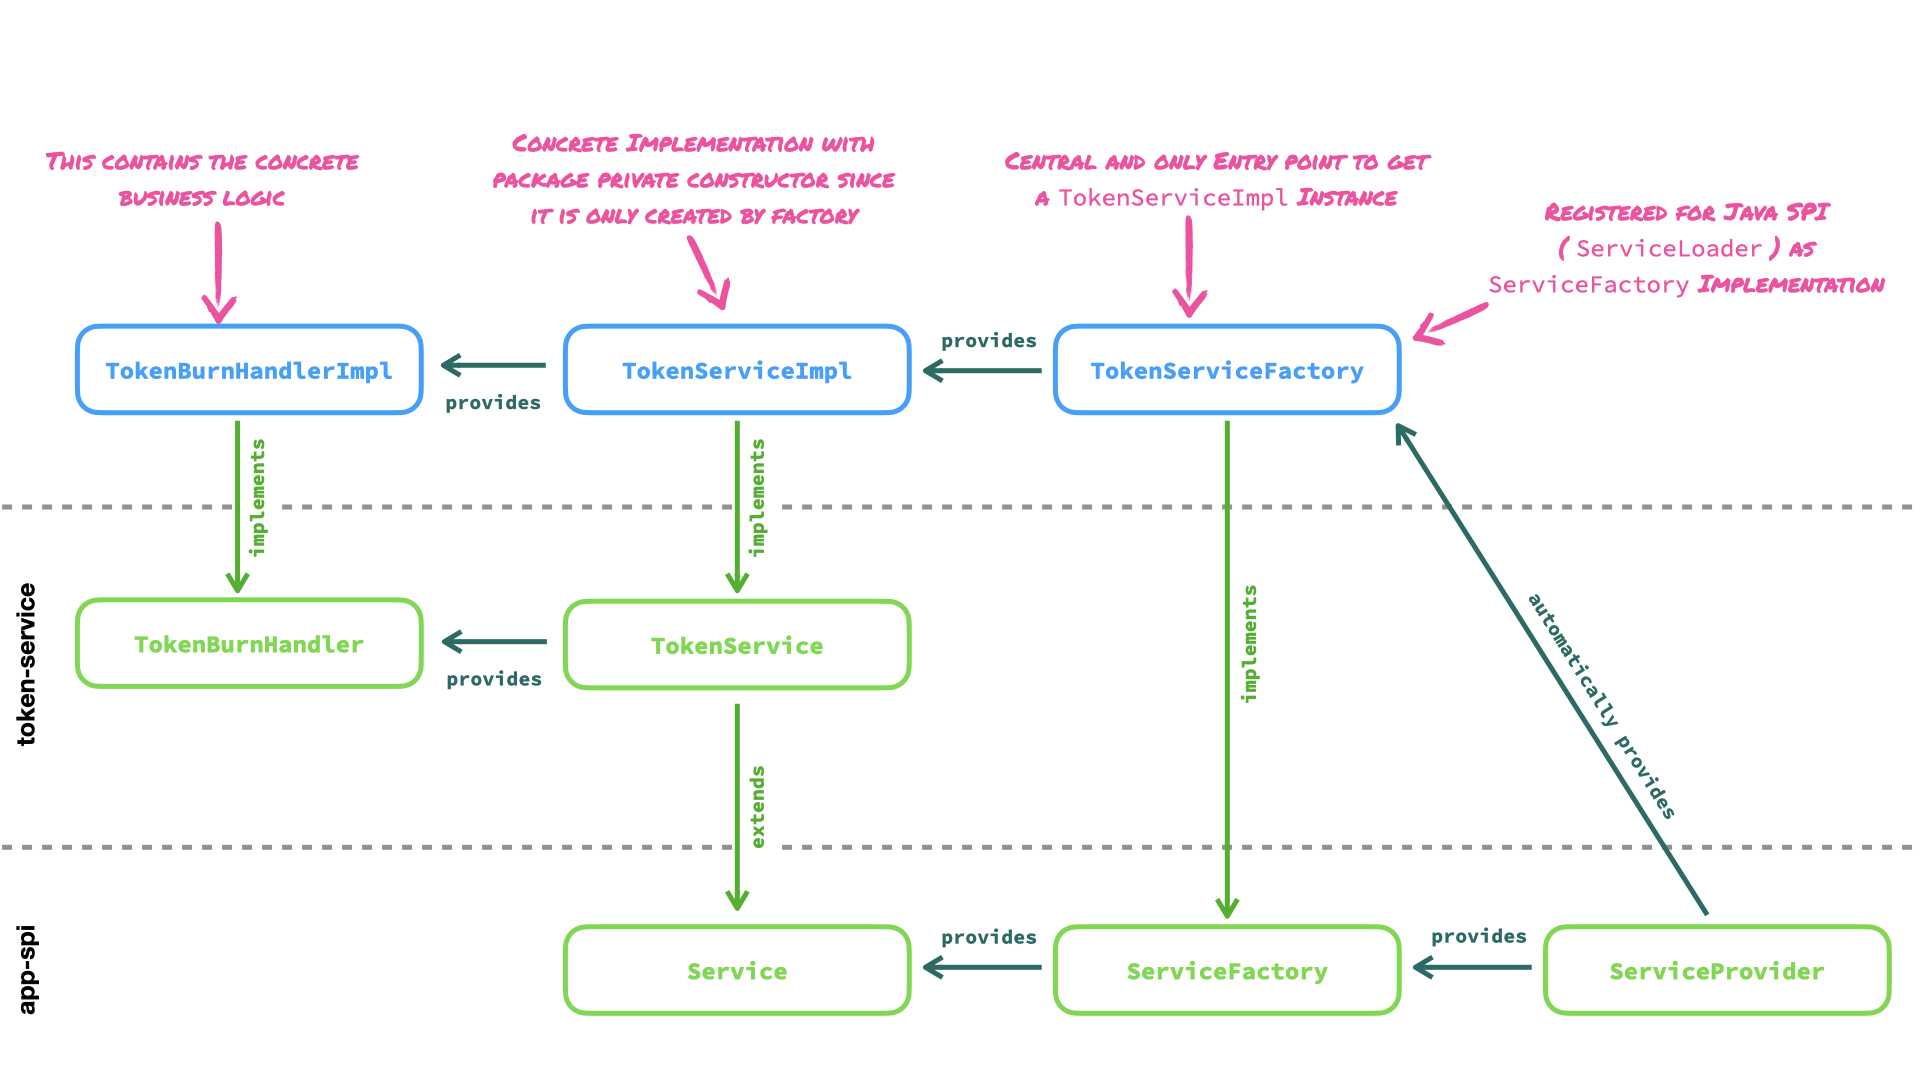 This contains the concrete
business logic
Concrete Implementation with
package private constructor since
it is only created by factory
Central and only Entry point to get
a TokenServiceImpl Instance
Registered for Java SPI
( ServiceLoader ) as
ServiceFactory Implementation
TokenBurnHandlerImpl
provides
TokenServiceImpl
provides
TokenServiceFactory
implements
implements
implements
automatically provides
token-service
TokenBurnHandler
provides
TokenService
extends
app-spi
Service
provides
ServiceFactory
provides
ServiceProvider